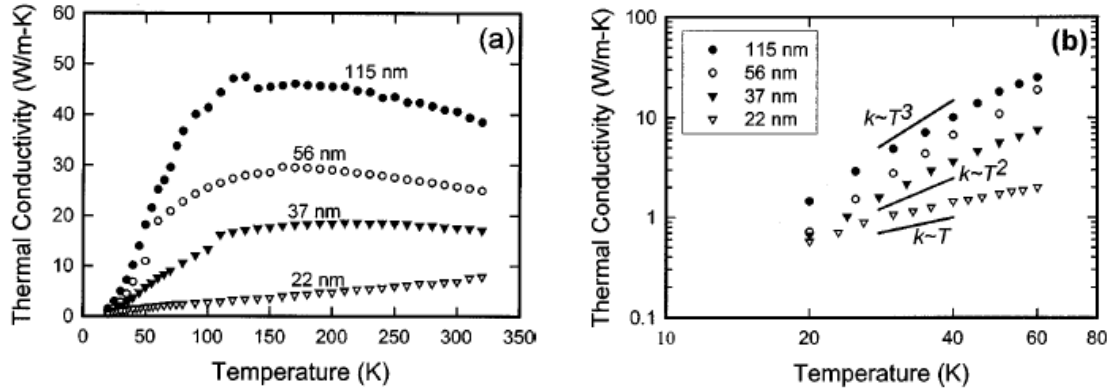 (a)
Thermal Conductivity (W/m-K)
60
50
40
30
20
10
0
115 nm
56 nm
37 nm
22 nm
0 50 100 150 200 250 300 350
Temperature (K)
(b)
Thermal Conductivity (W/m-K)
100
10
1
0.1
115 nm
56 nm
37 nm
22 nm
k~T³
k~T²
k~T
10 20 40 60 80
Temperature (K)